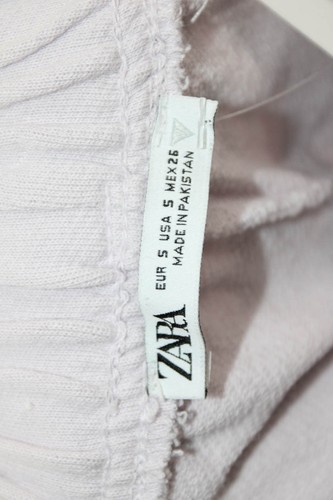 ZARA
EUR S USA S MEX 26
MADE IN PAKISTAN